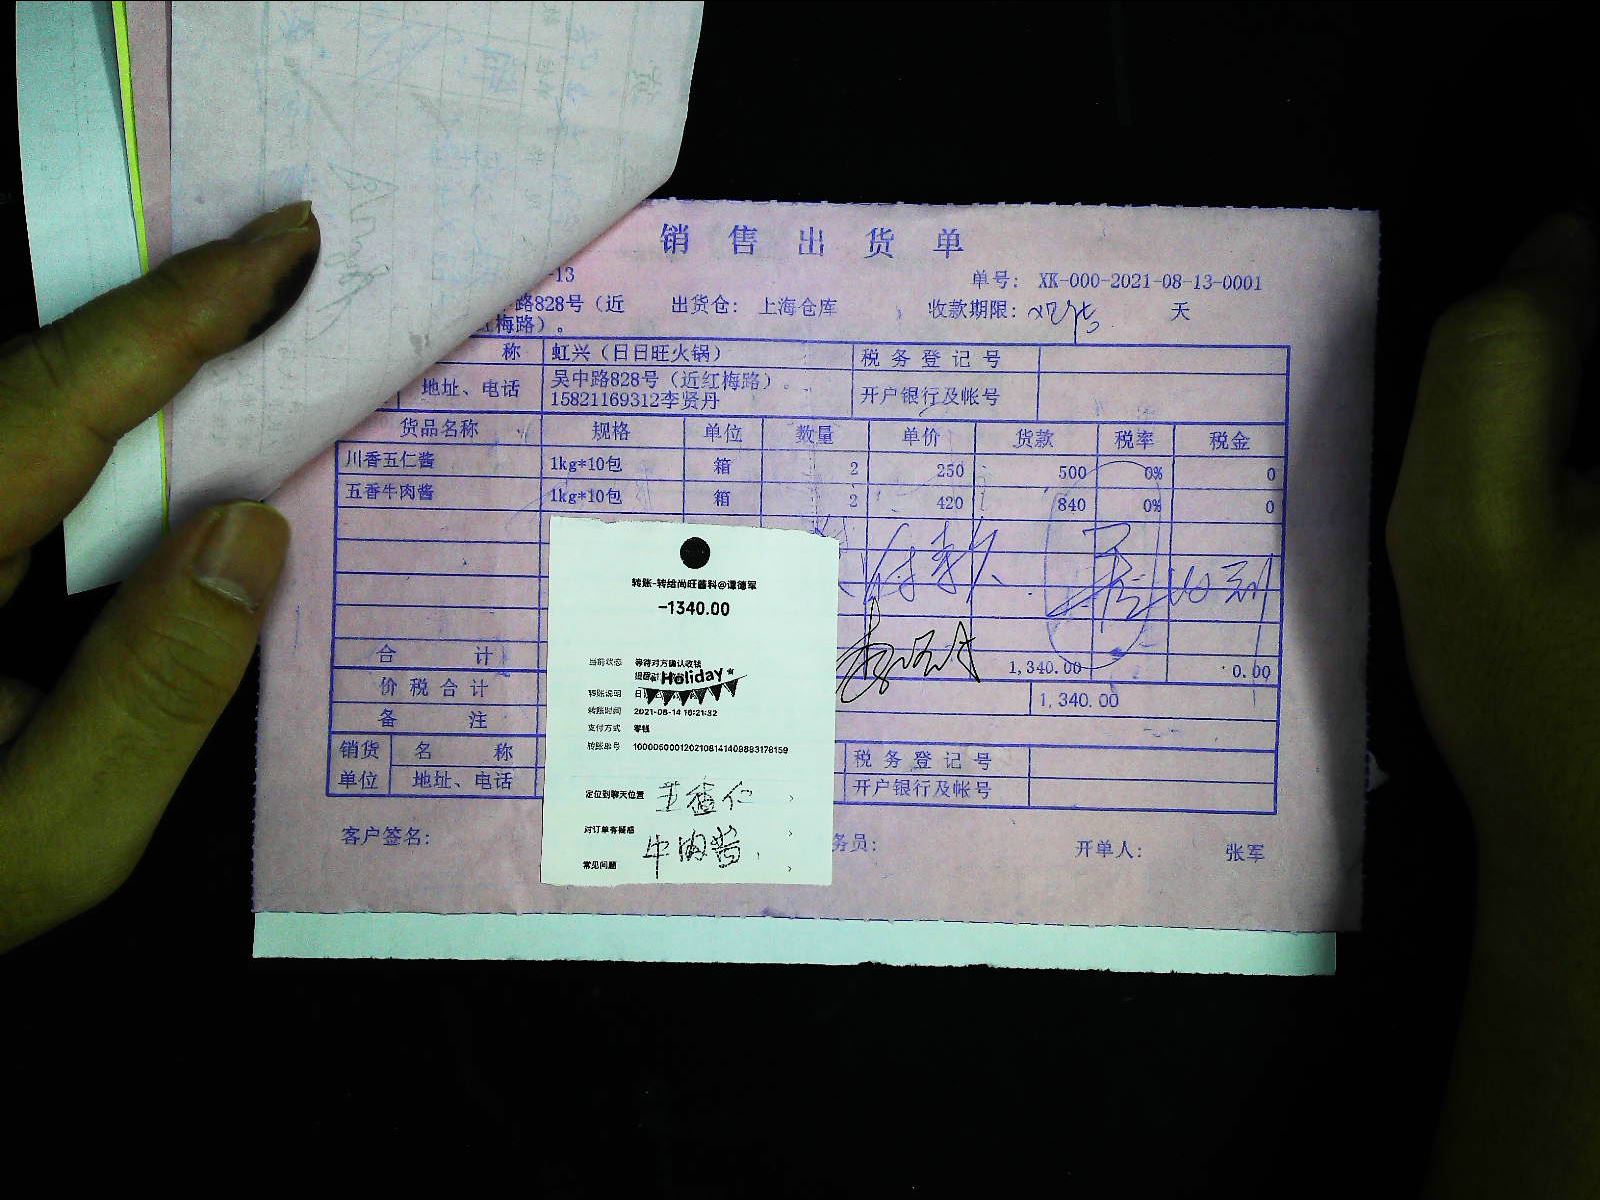 销售出货单
-13
单号： XK-000-2021-08-13-0001
路828号（近
红梅路）。
出货仓： 上海仓库
收款期限： 天
称 虹兴（日日旺火锅） 税务登记号
地址、电话 吴中路828号（近红梅路）。 开户银行及帐号
15821169312李贤丹
货品名称 规格 单位 数量 单价 货款 税率 税金
川香五仁酱 1kg*10包 箱 2 250 500 0% 0
五香牛肉酱 1kg*10包 箱 2 420 840 0% 0
合计 1,340.00 0.00
价税合计 1,340.00
备注
销货单位 名称 税务登记号
地址、电话 开户银行及帐号
客户签名： 务员： 开单人： 张军
转账-转给尚旺酱料@谭德军
-1340.00
当前状态 等待对方确认收钱
Holiday
转账说明
转账时间 2021-08-14 16:21:32
支付方式 零钱
转账单号
定位到聊天位置
对订单有疑惑
常见问题